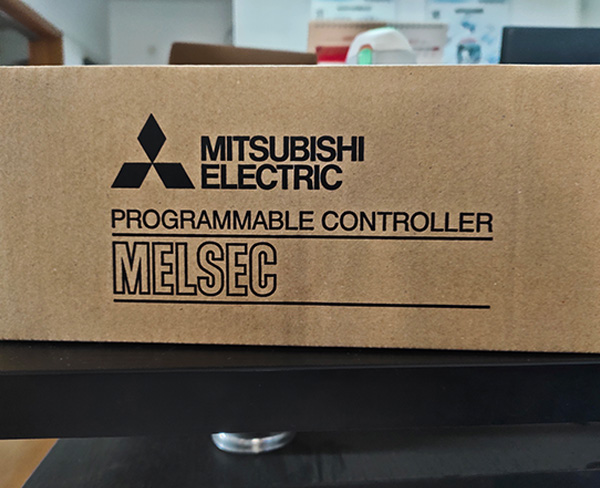 MITSUBISHI
ELECTRIC
PROGRAMMABLE CONTROLLER
MELSEC